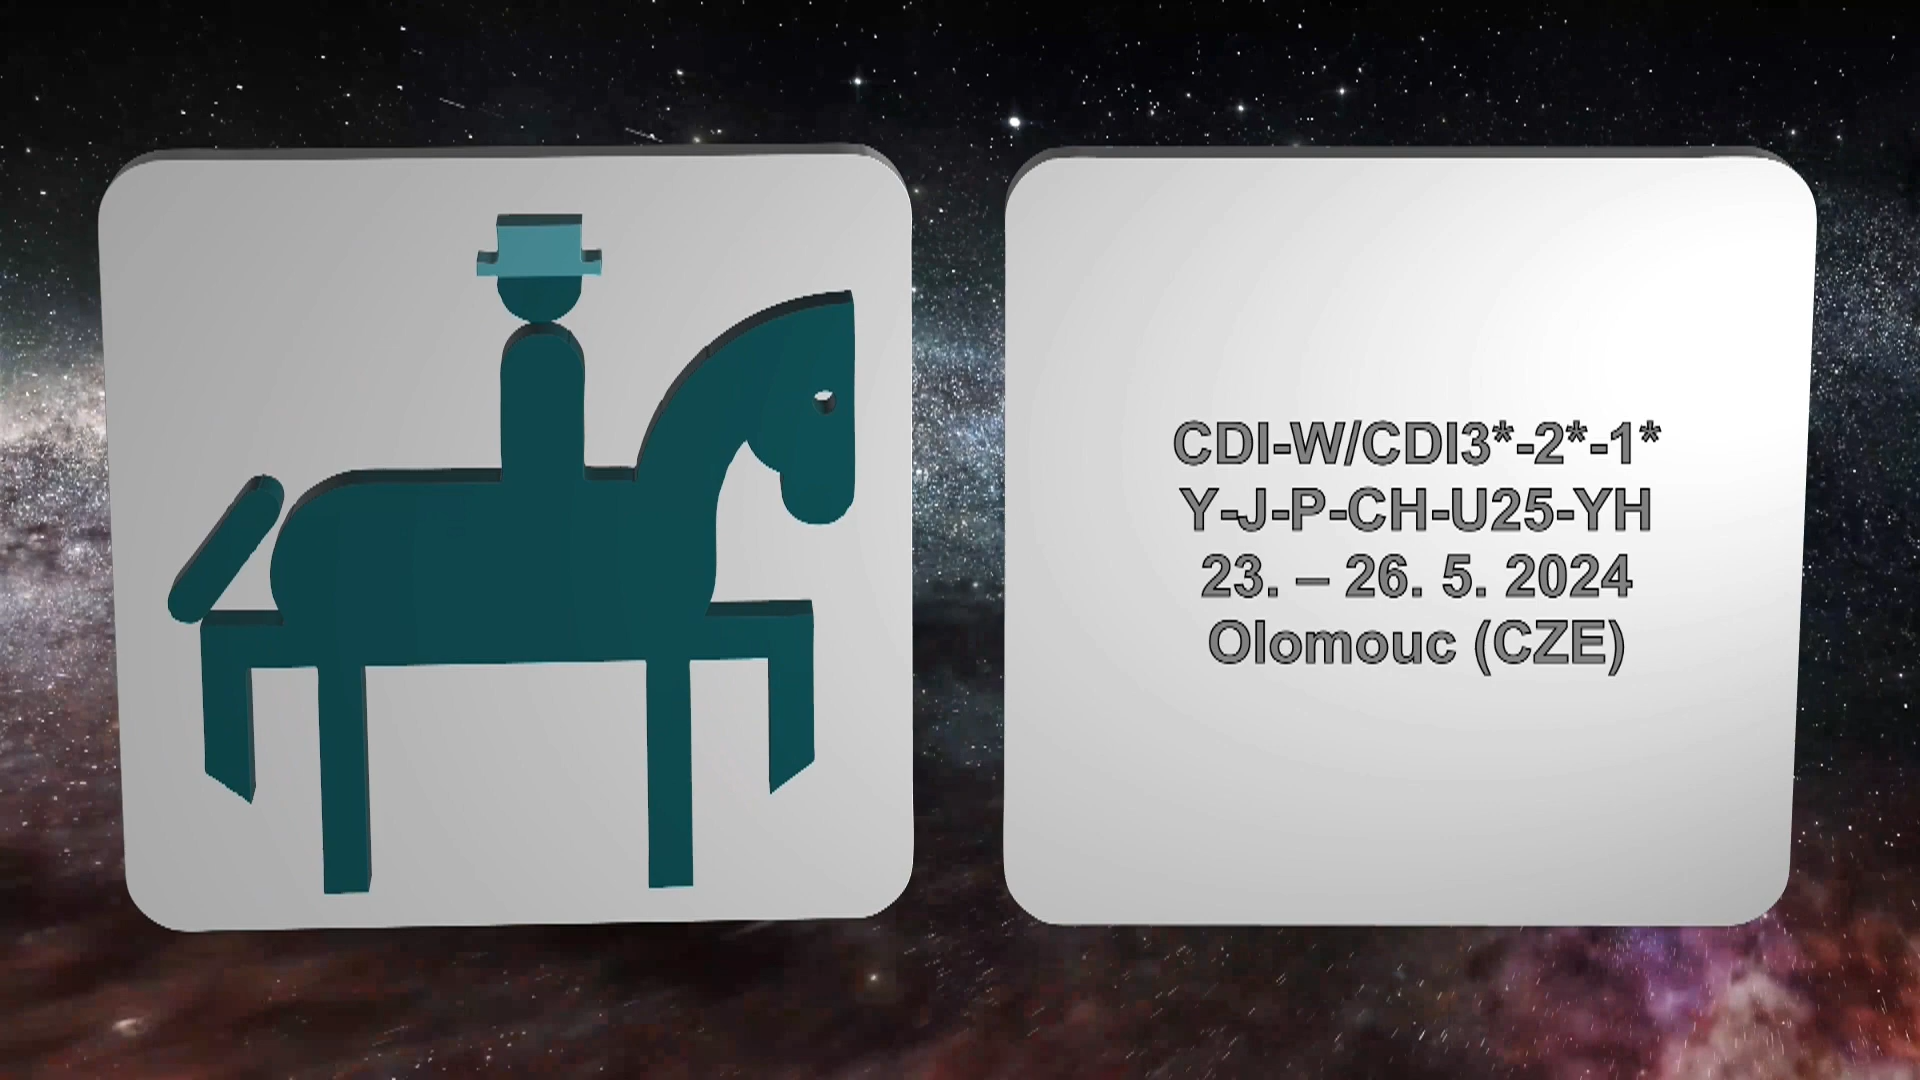 CDI-W/CDI3*-2*-1*
Y-J-P-CH-U25-YH
23. – 26. 5. 2024
Olomouc (CZE)